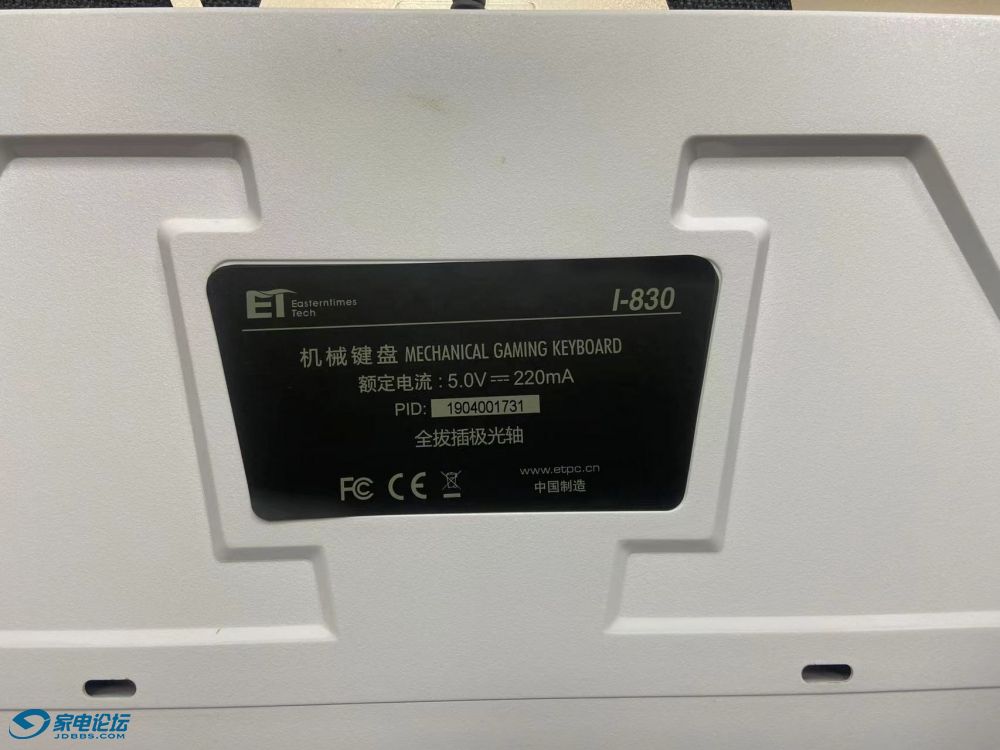 ET Easterntimes Tech
I-830
机械键盘 MECHANICAL GAMING KEYBOARD
额定电流:5.0V⎓220mA
PID: 1904001731
全拔插极光轴
FC CE
www.etpc.cn
中国制造
家电论坛
JDBBS.COM